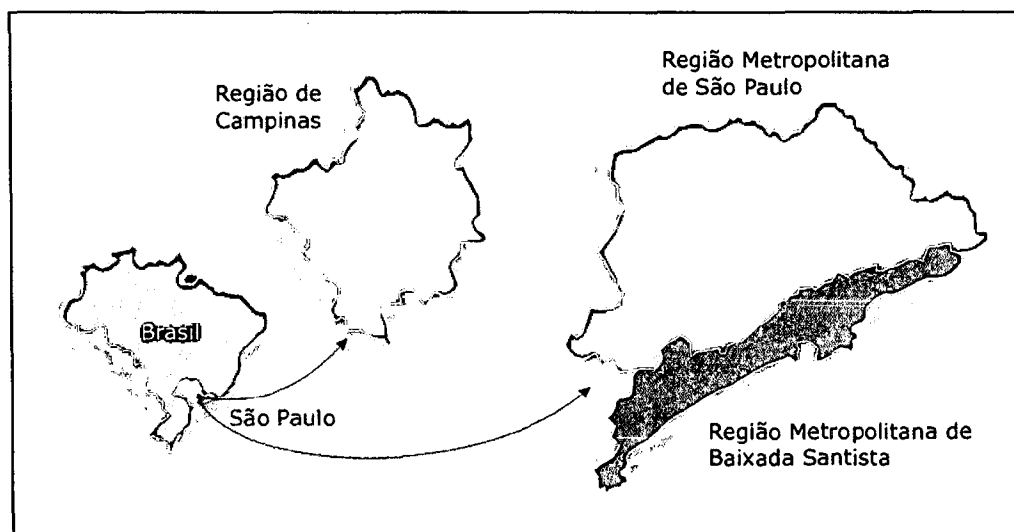 Região de
Campinas
Região Metropolitana
de São Paulo
Brasil
São Paulo
Região Metropolitana de
Baixada Santista